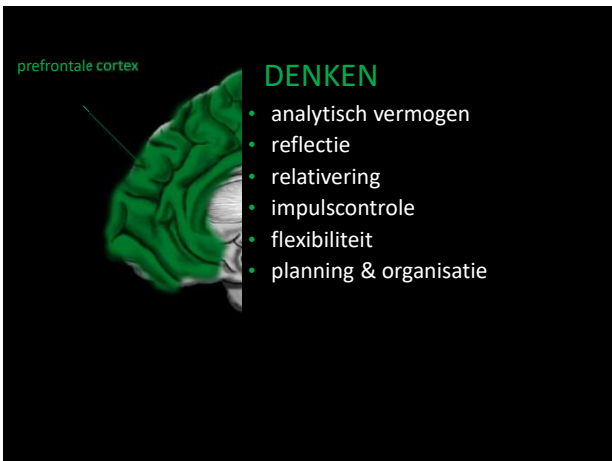 prefrontale cortex
DENKEN
• analytisch vermogen
• reflectie
• relativering
• impulscontrole
• flexibiliteit
• planning & organisatie